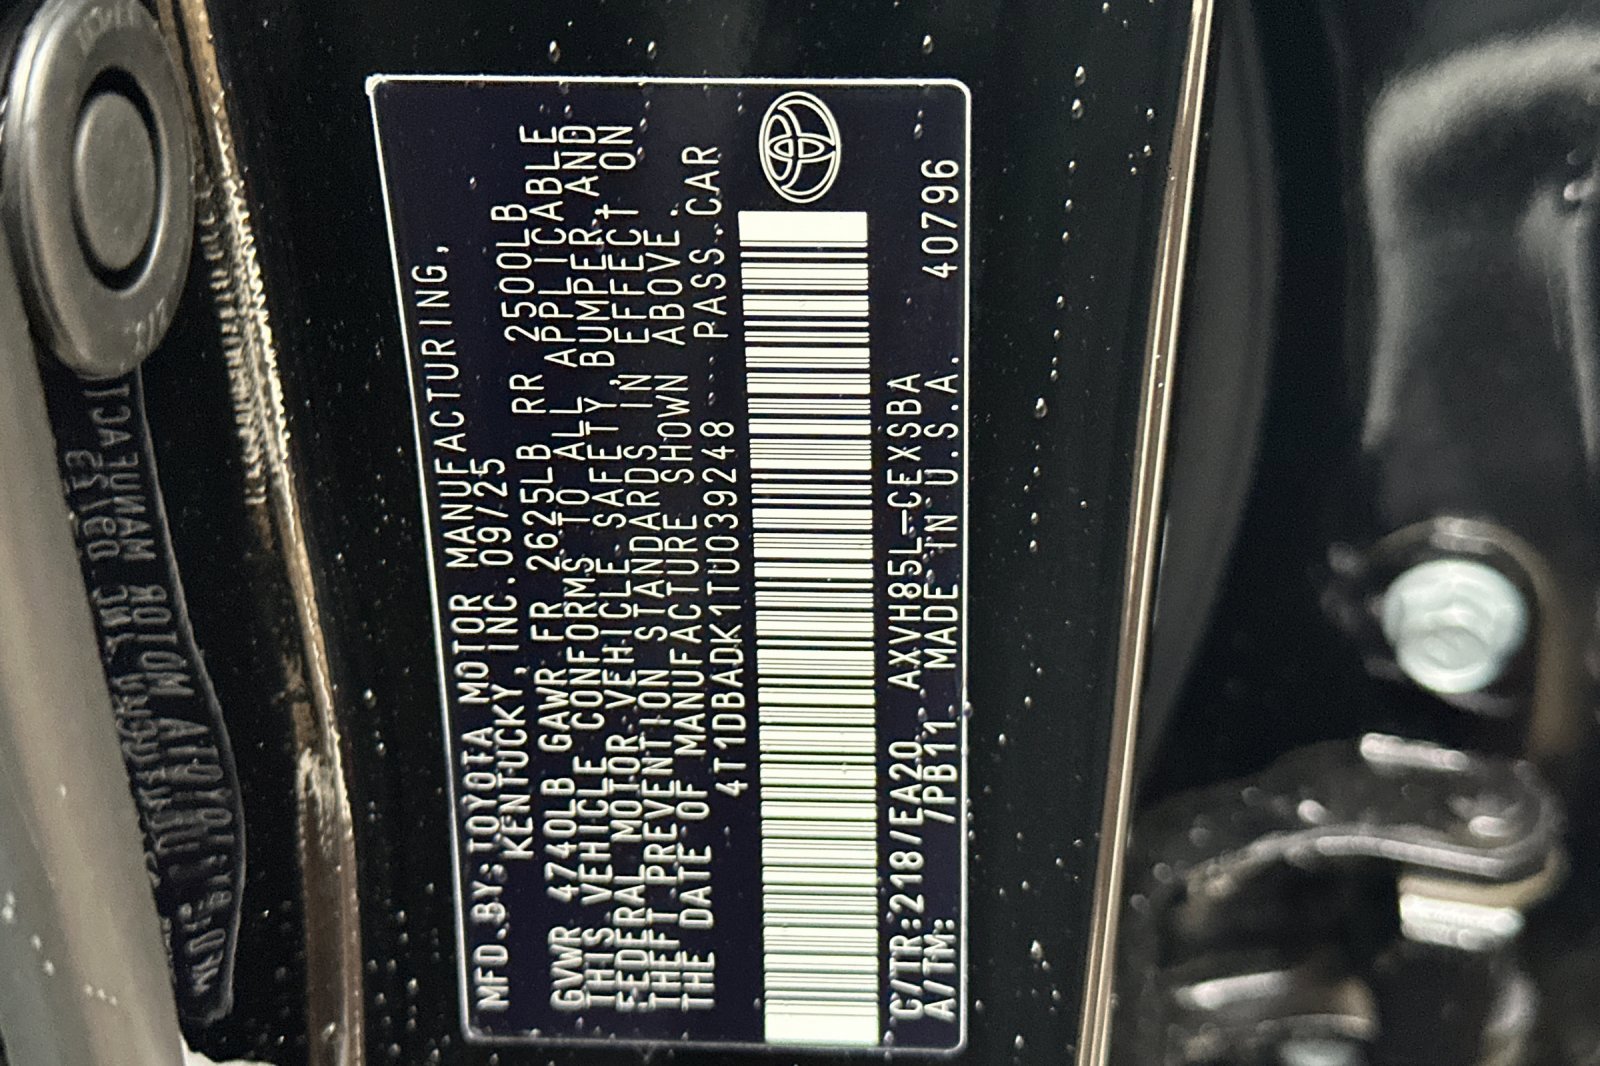 MFD.BY:TOYOTA MOTOR MANUFACTURING,
KENTUCKY, INC. 09/25
GVWR 4740LB GAWR FR 2625LB RR 2500LB
THIS VEHICLE CONFORMS TO ALL APPLICABLE
FEDERAL MOTOR VEHICLE SAFETY, BUMPER, AND
THEFT PREVENTION STANDARDS IN EFFECT ON
THE DATE OF MANUFACTURE SHOWN ABOVE.
4T1DBADK1TU039248 PASS.CAR
C/TR:218/EA20 AXVH85L-CEXSBA
A/TM: /PB11 MADE IN U.S.A. 40796